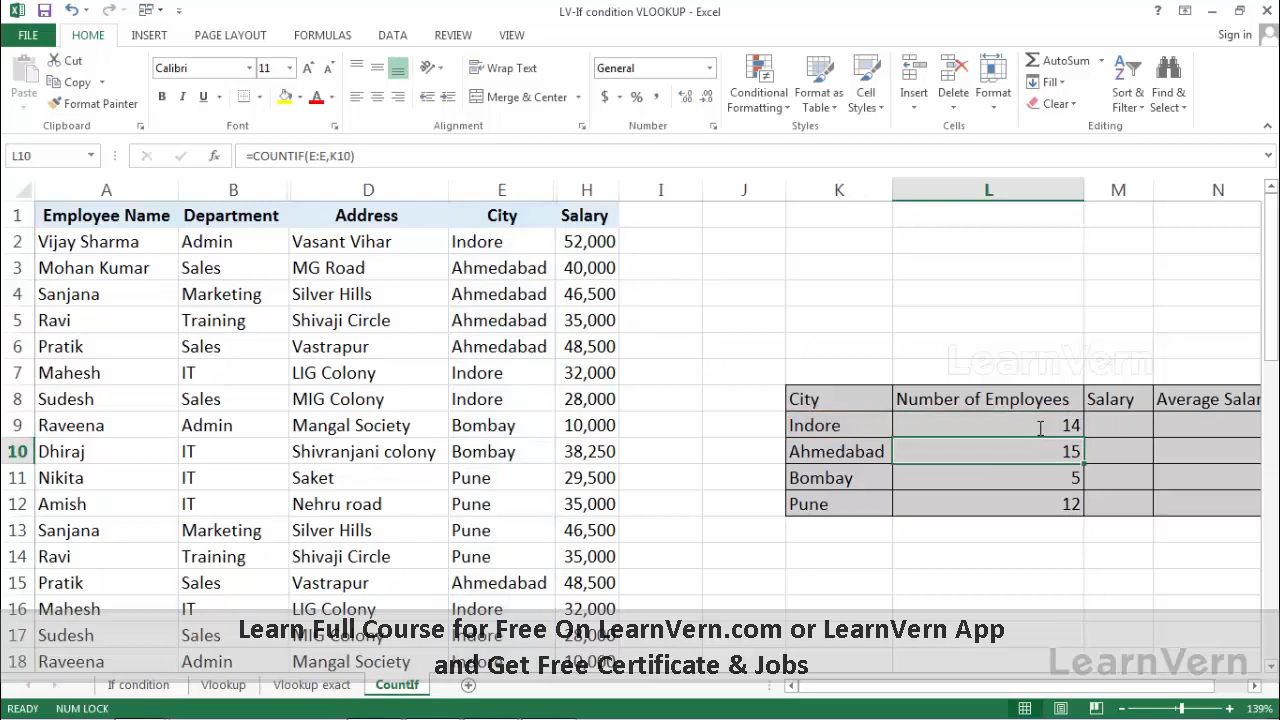 LV-If condition VLOOKUP - Excel
Sign in
FILE HOME INSERT PAGE LAYOUT FORMULAS DATA REVIEW VIEW
Paste Cut Copy Format Painter
Calibri 11 B I U A A A
Wrap Text Merge & Center
General $ % ,
Conditional Formatting Format as Table Cell Styles
Insert Delete Format
AutoSum Fill Clear Sort & Filter Find & Select
Clipboard Font Alignment Number Styles Cells Editing
L10 fx =COUNTIF(E:E,K10)
A B D E H I J K L M N
1 Employee Name Department Address City Salary
2 Vijay Sharma Admin Vasant Vihar Indore 52,000
3 Mohan Kumar Sales MG Road Ahmedabad 40,000
4 Sanjana Marketing Silver Hills Ahmedabad 46,500
5 Ravi Training Shivaji Circle Ahmedabad 35,000
6 Pratik Sales Vastrapur Ahmedabad 48,500
LearnVern
7 Mahesh IT LIG Colony Indore 32,000
8 Sudesh Sales MIG Colony Indore 28,000 City Number of Employees Salary Average Salar
9 Raveena Admin Mangal Society Bombay 10,000 Indore 14
10 Dhiraj IT Shivranjani colony Bombay 38,250 Ahmedabad 15
11 Nikita IT Saket Pune 29,500 Bombay 5
12 Amish IT Nehru road Pune 35,000 Pune 12
13 Sanjana Marketing Silver Hills Pune 46,500
14 Ravi Training Shivaji Circle Pune 35,000
15 Pratik Sales Vastrapur Ahmedabad 48,500
16 Mahesh IT LIG Colony Indore 32,000
17 Sudesh Sales MIG Colony Indore 28,000
Learn Full Course for Free On LearnVern.com or LearnVern App
18 Raveena Admin Mangal Society 10,000
and Get Free Certificate & Jobs
LearnVern
If condition Vlookup Vlookup exact CountIf
READY NUM LOCK 139%